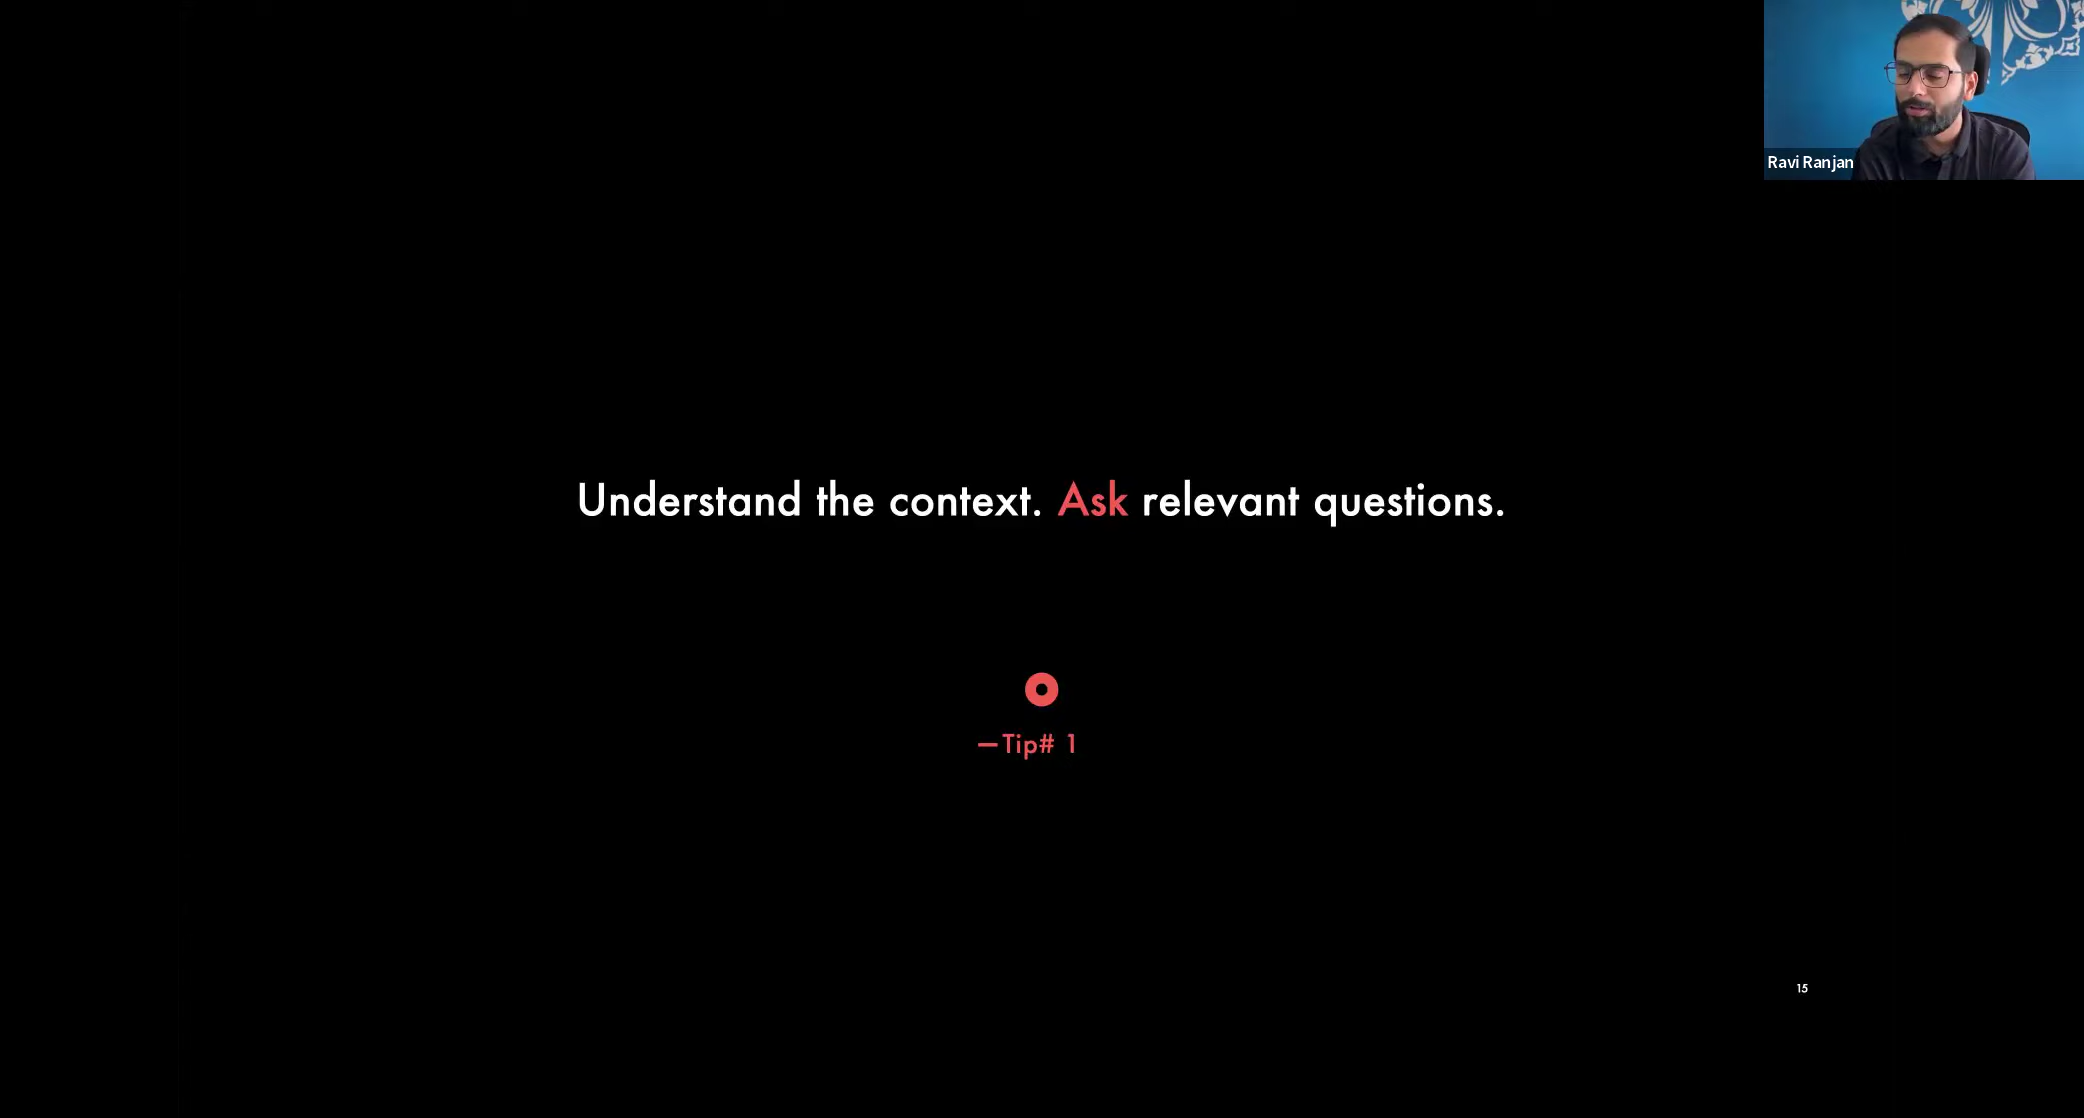 Ravi Ranjan
Understand the context. Ask relevant questions.
—Tip# 1
15